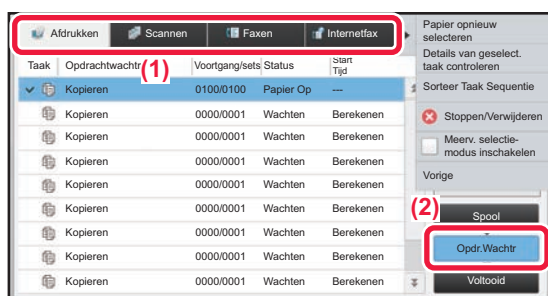 Afdrukken Scannen Faxen Internetfax
Taak Opdrachtwachtr Voortgang/sets Status Start Tijd
(1)
Kopieren 0100/0100 Papier Op ---
Kopieren 0000/0001 Wachten Berekenen
Kopieren 0000/0001 Wachten Berekenen
Kopieren 0000/0001 Wachten Berekenen
Kopieren 0000/0001 Wachten Berekenen
Kopieren 0000/0001 Wachten Berekenen
Kopieren 0000/0001 Wachten Berekenen
Kopieren 0000/0001 Wachten Berekenen
Kopieren 0000/0001 Wachten Berekenen
Papier opnieuw
selecteren
Details van geselect.
taak controleren
Sorteer Taak Sequentie
Stoppen/Verwijderen
Meerv. selectie-
modus inschakelen
Vorige
(2)
Spool
Opdr.Wachtr
Voltooid